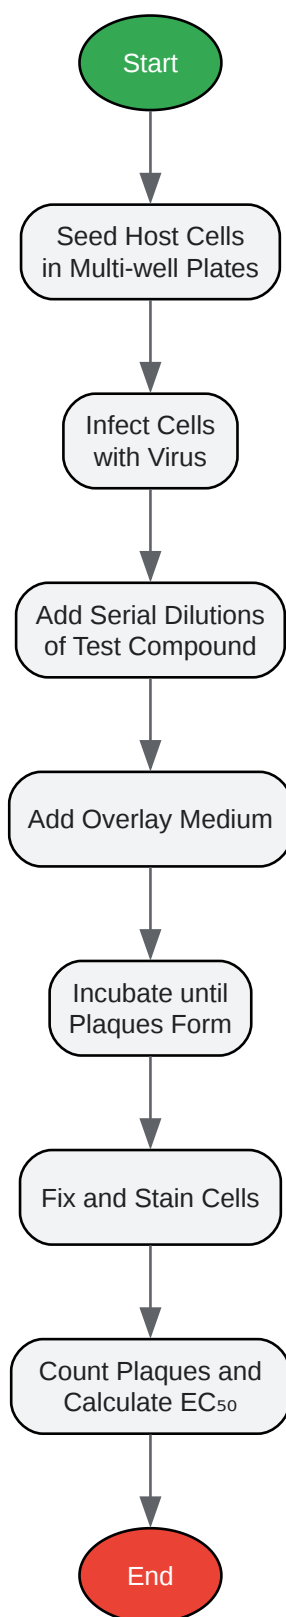 Start
Seed Host Cells
in Multi-well Plates
Infect Cells
with Virus
Add Serial Dilutions
of Test Compound
Add Overlay Medium
Incubate until
Plaques Form
Fix and Stain Cells
Count Plaques and
Calculate EC₅₀
End